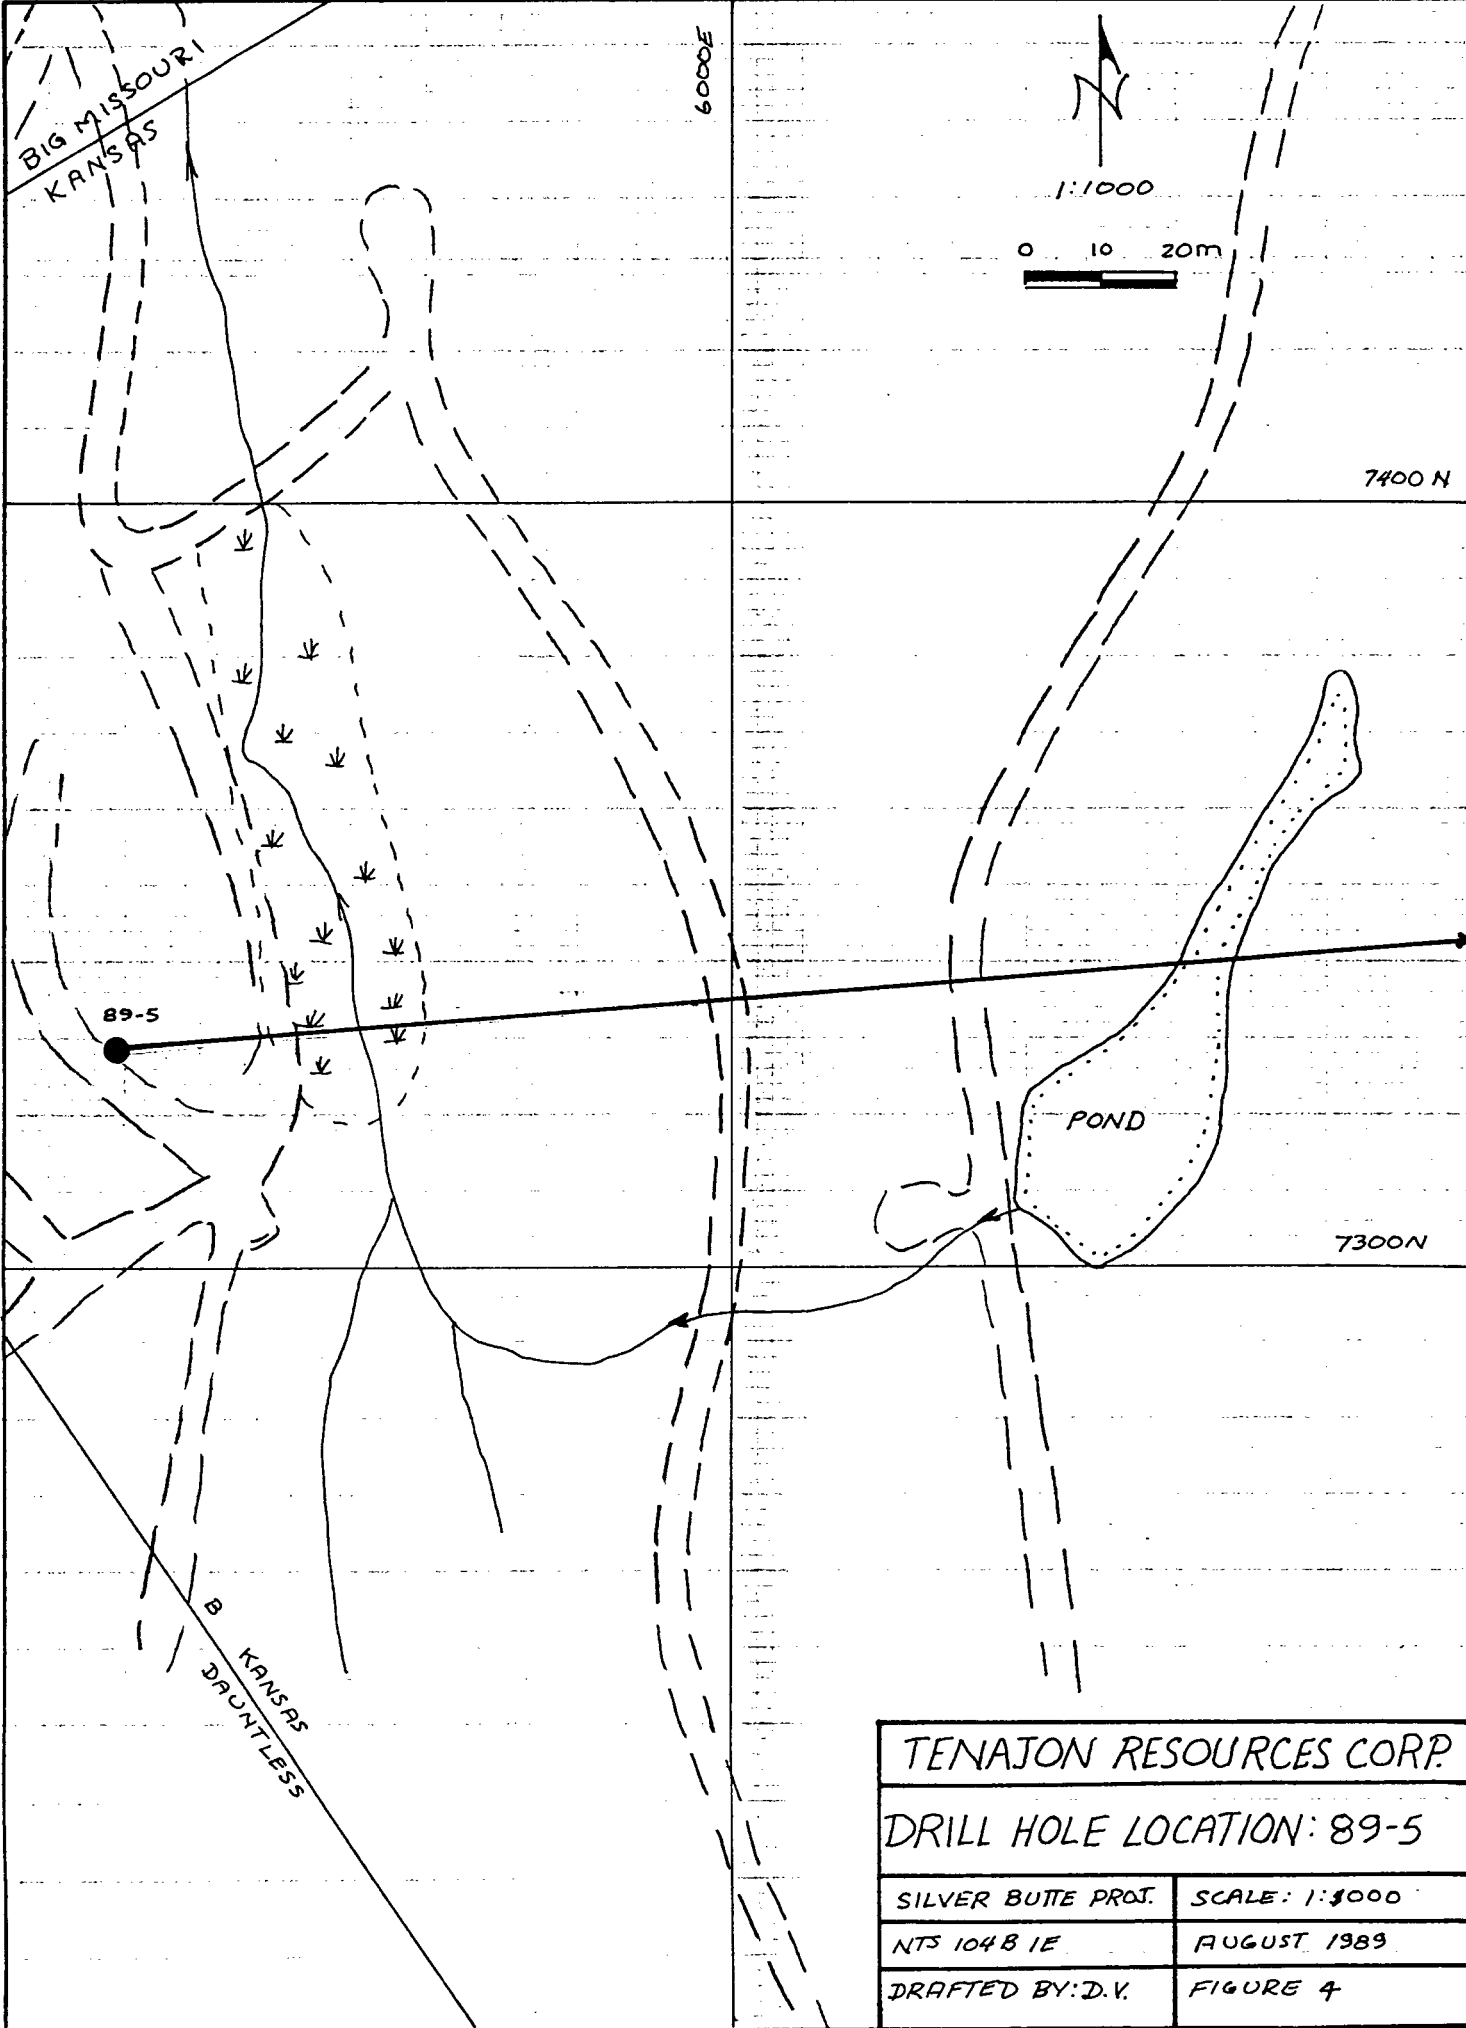 BIG MISSOURI
KANSAS
6000E
N
1:1000
0 10 20m
7400 N
89-5
POND
7300N
B
KANSAS
DAUNTLESS
TENAJON RESOURCES CORP.
DRILL HOLE LOCATION: 89-5
SILVER BUTTE PROJ.
SCALE: 1:1000
NTS 104B 1E
AUGUST 1989
DRAFTED BY: D.V.
FIGURE 4